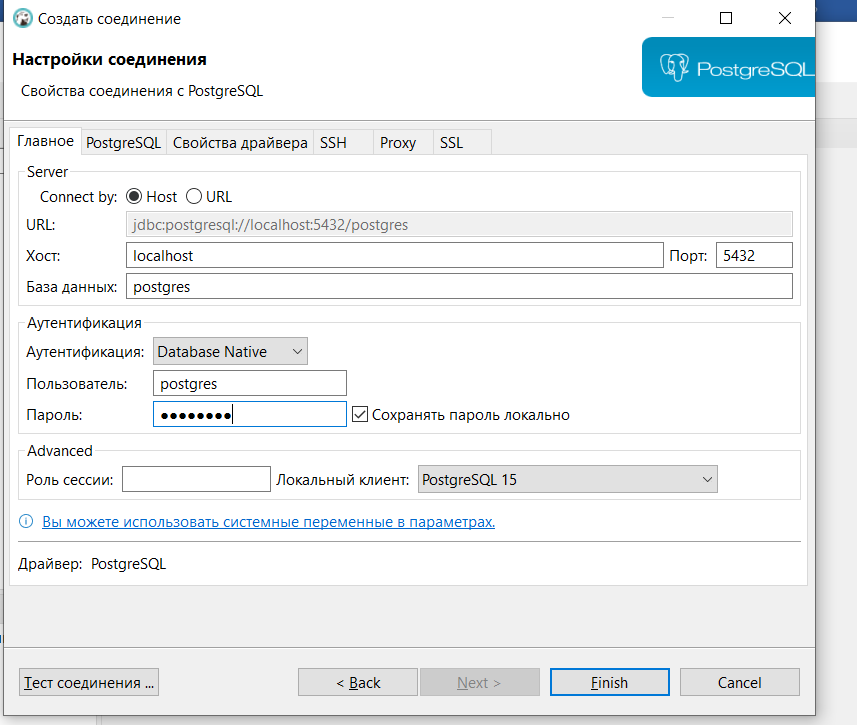 Создать соединение
Настройки соединения
Свойства соединения с PostgreSQL
PostgreSQL
Главное PostgreSQL Свойства драйвера SSH Proxy SSL
Server
Connect by: Host URL
URL: jdbc:postgresql://localhost:5432/postgres
Хост: localhost Порт: 5432
База данных: postgres
Аутентификация
Аутентификация: Database Native
Пользователь: postgres
Пароль: ●●●●●●●● Сохранять пароль локально
Advanced
Роль сессии: Локальный клиент: PostgreSQL 15
Вы можете использовать системные переменные в параметрах.
Драйвер: PostgreSQL
Тест соединения ... < Back Next > Finish Cancel